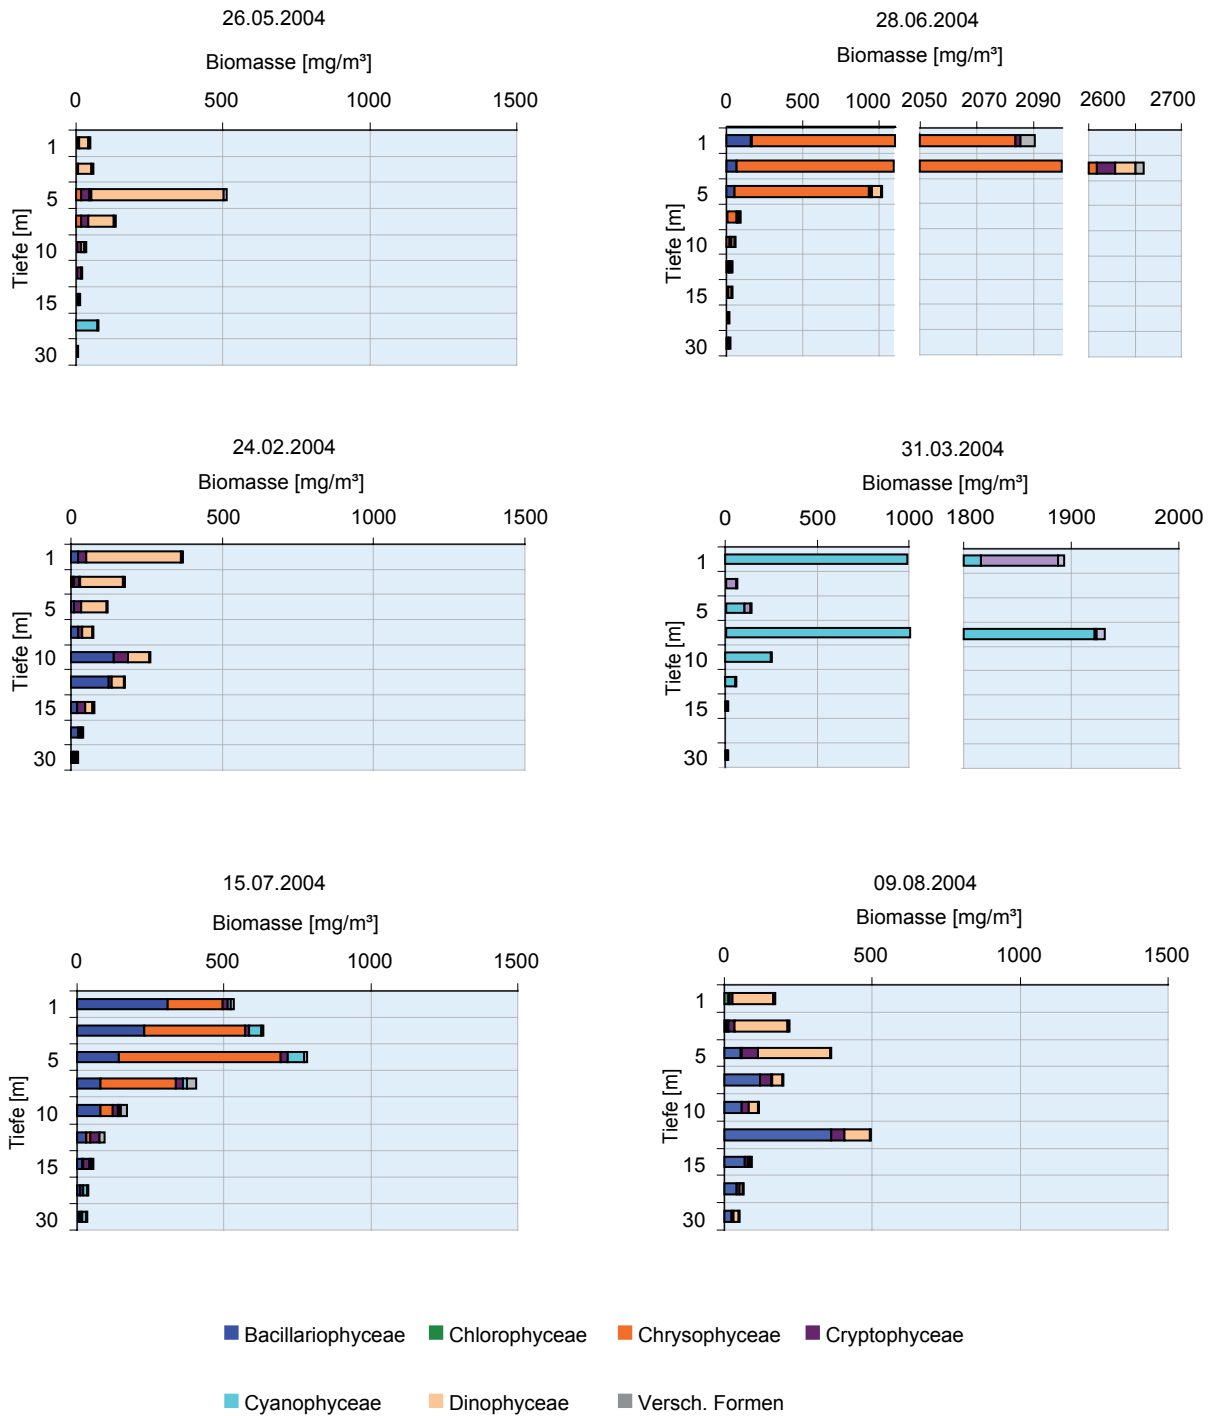 26.05.2004
Biomasse [mg/m³]
0 500 1000 1500
Tiefe [m]
1
5
10
15
30
28.06.2004
Biomasse [mg/m³]
0 500 1000 2050 2070 2090 2600 2700
Tiefe [m]
1
5
10
15
30
24.02.2004
Biomasse [mg/m³]
0 500 1000 1500
Tiefe [m]
1
5
10
15
30
31.03.2004
Biomasse [mg/m³]
0 500 1000 1800 1900 2000
Tiefe [m]
1
5
10
15
30
15.07.2004
Biomasse [mg/m³]
0 500 1000 1500
Tiefe [m]
1
5
10
15
30
09.08.2004
Biomasse [mg/m³]
0 500 1000 1500
Tiefe [m]
1
5
10
15
30
Bacillariophyceae Chlorophyceae Chrysophyceae Cryptophyceae
Cyanophyceae Dinophyceae Versch. Formen